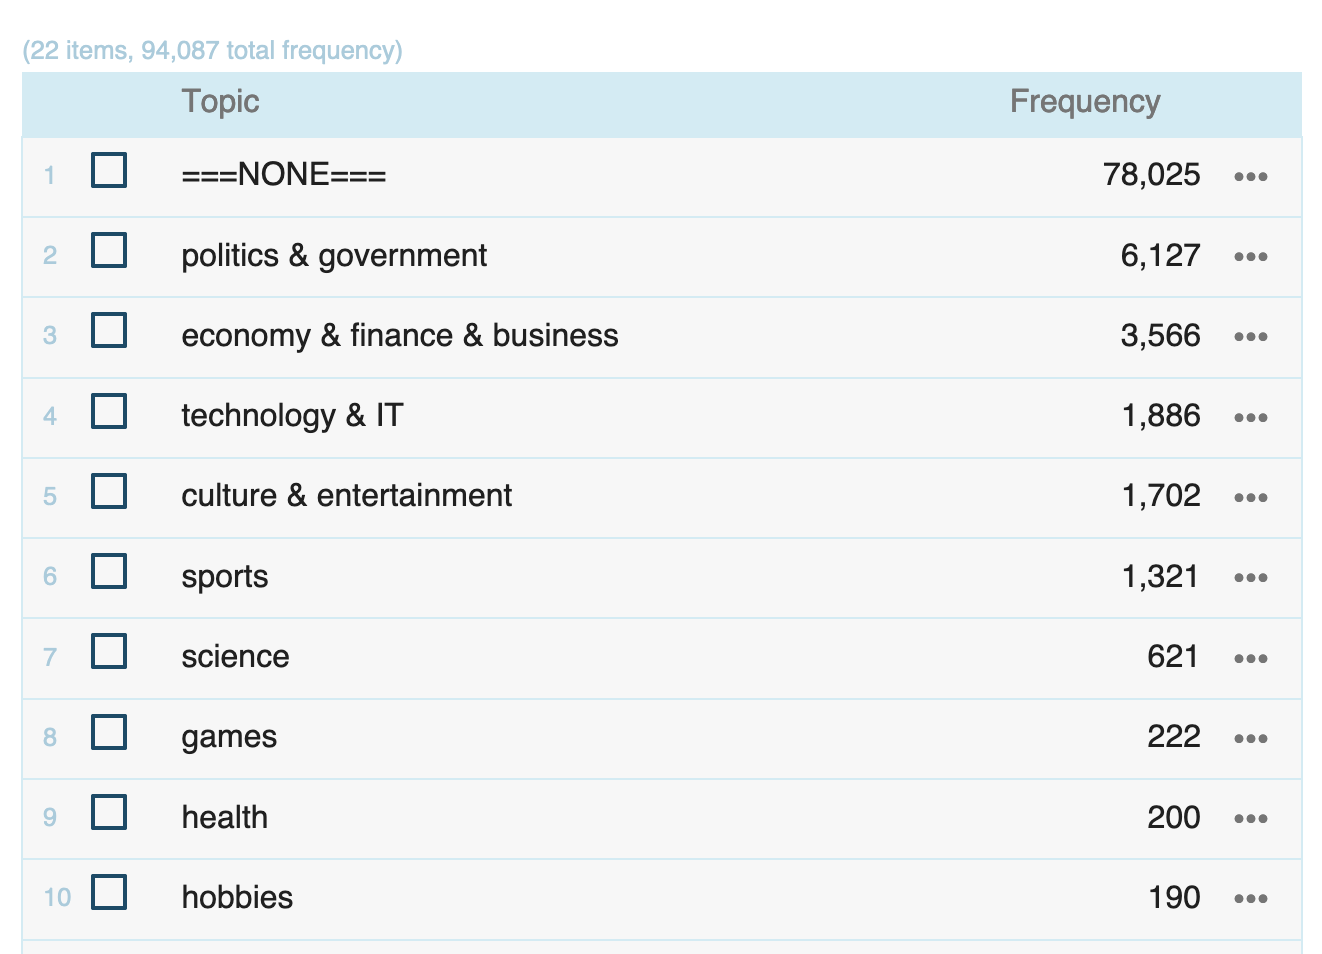 (22 items, 94,087 total frequency)
Topic Frequency
1 ===NONE=== 78,025 •••
2 politics & government 6,127 •••
3 economy & finance & business 3,566 •••
4 technology & IT 1,886 •••
5 culture & entertainment 1,702 •••
6 sports 1,321 •••
7 science 621 •••
8 games 222 •••
9 health 200 •••
10 hobbies 190 •••